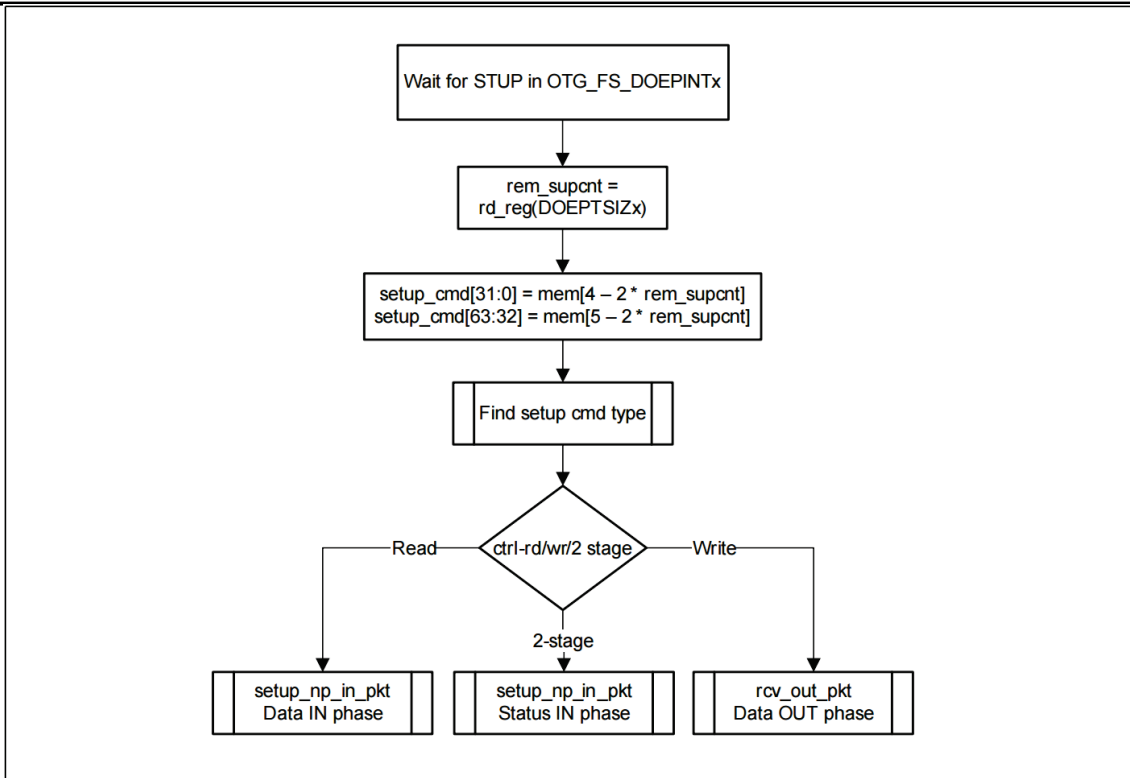 Wait for STUP in OTG_FS_DOEPINTx
rem_supcnt =
rd_reg(DOEPTSIZx)
setup_cmd[31:0] = mem[4 – 2 * rem_supcnt]
setup_cmd[63:32] = mem[5 – 2 * rem_supcnt]
Find setup cmd type
ctrl-rd/wr/2 stage
Read
Write
2-stage
setup_np_in_pkt
Data IN phase
setup_np_in_pkt
Status IN phase
rcv_out_pkt
Data OUT phase